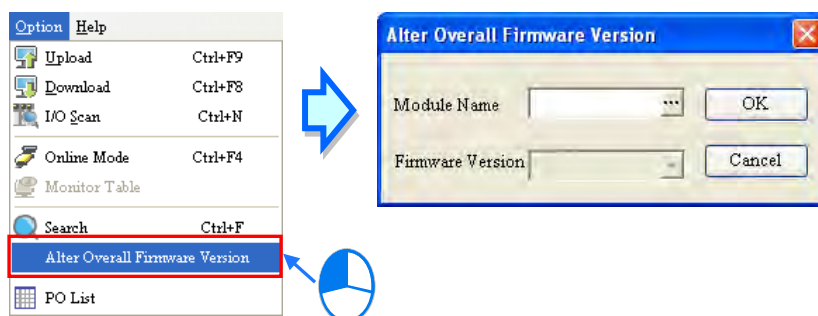 Option Help
Upload Ctrl+F9
Download Ctrl+F8
I/O Scan Ctrl+N
Online Mode Ctrl+F4
Monitor Table
Search Ctrl+F
Alter Overall Firmware Version
PO List
Alter Overall Firmware Version
Module Name ... OK
Firmware Version Cancel